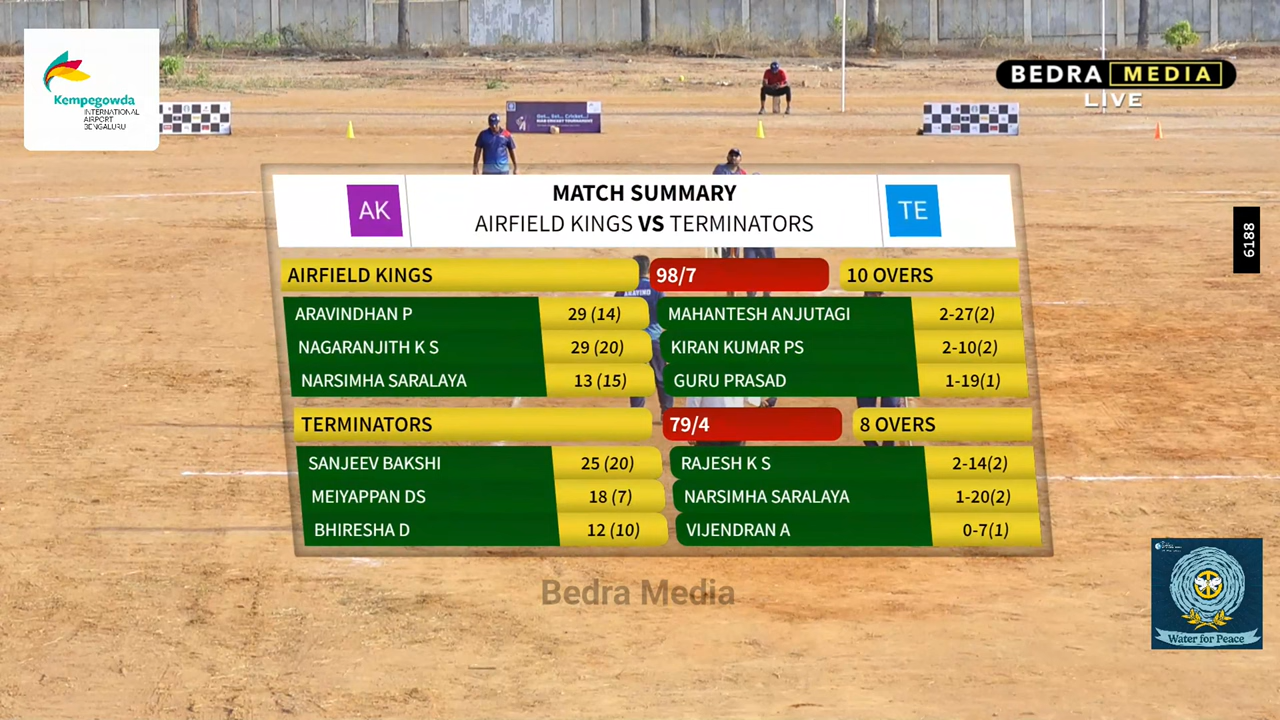 Kempegowda
INTERNATIONAL
AIRPORT
BENGALURU
BEDRA MEDIA
LIVE
6188
MATCH SUMMARY
AK
AIRFIELD KINGS VS TERMINATORS
TE
AIRFIELD KINGS 98/7 10 OVERS
ARAVINDHAN P 29 (14) MAHANTESH ANJUTAGI 2-27(2)
NAGARANJITH K S 29 (20) KIRAN KUMAR PS 2-10(2)
NARSIMHA SARALAYA 13 (15) GURU PRASAD 1-19(1)
TERMINATORS 79/4 8 OVERS
SANJEEV BAKSHI 25 (20) RAJESH K S 2-14(2)
MEIYAPPAN DS 18 (7) NARSIMHA SARALAYA 1-20(2)
BHIRESHA D 12 (10) VIJENDRAN A 0-7(1)
Bedra Media
Water for Peace